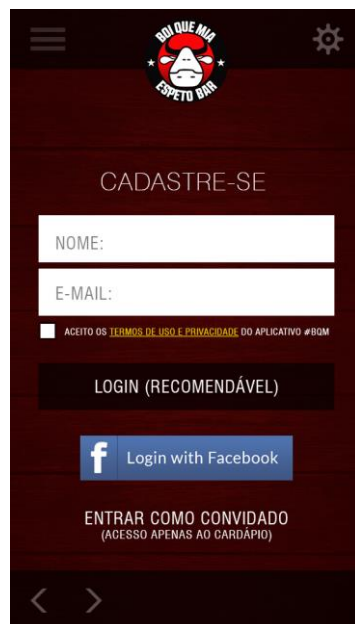 BOI QUE MIA
ESPETO BAR
CADASTRE-SE
NOME:
E-MAIL:
ACEITO OS TERMOS DE USO E PRIVACIDADE DO APLICATIVO #BQM
LOGIN (RECOMENDÁVEL)
f Login with Facebook
ENTRAR COMO CONVIDADO
(ACESSO APENAS AO CARDÁPIO)